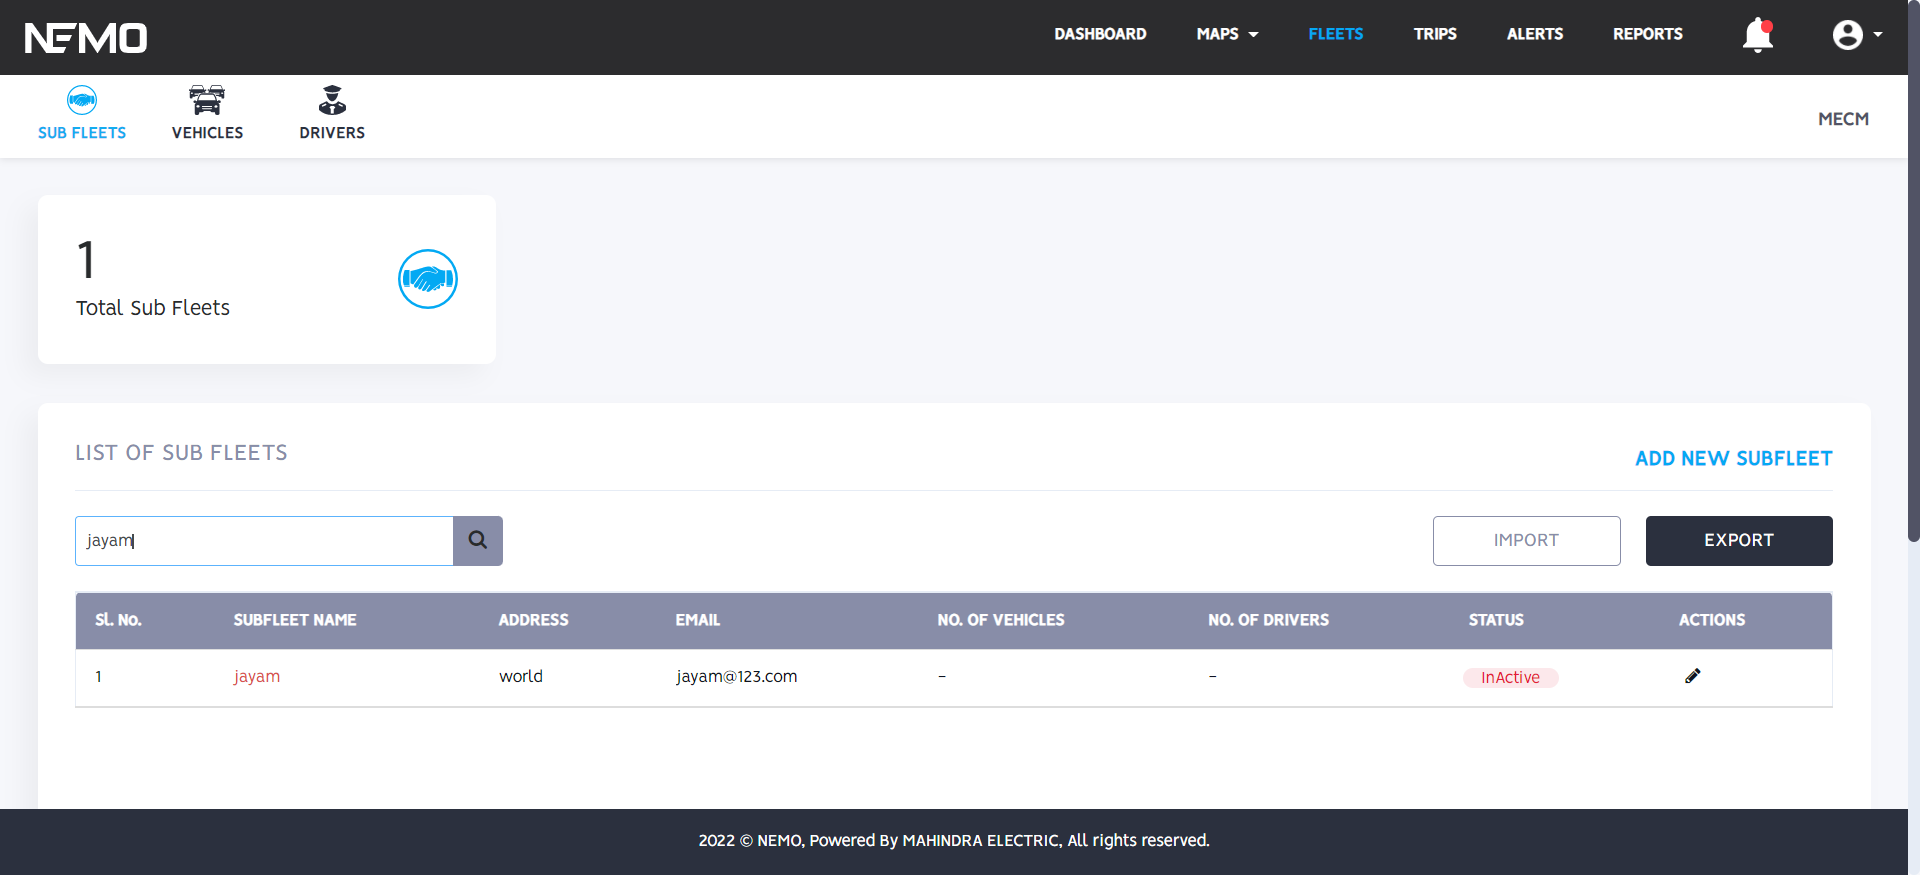 NEMO
DASHBOARD MAPS FLEETS TRIPS ALERTS REPORTS
SUB FLEETS VEHICLES DRIVERS
MECM
1
Total Sub Fleets
LIST OF SUB FLEETS
ADD NEW SUBFLEET
jayam
IMPORT EXPORT
Sl. No. SUBFLEET NAME ADDRESS EMAIL NO. OF VEHICLES NO. OF DRIVERS STATUS ACTIONS
1 jayam world jayam@123.com - - InActive
2022 © NEMO, Powered By MAHINDRA ELECTRIC, All rights reserved.